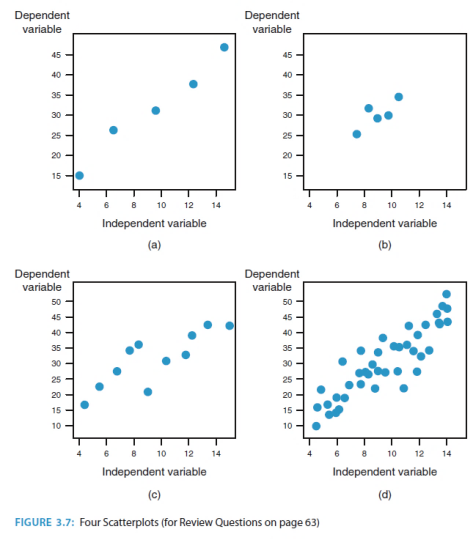 Dependent
variable
45
40
35
30
25
20
15
4 6 8 10 12 14
Independent variable
(a)
Dependent
variable
45
40
35
30
25
20
15
4 6 8 10 12 14
Independent variable
(b)
Dependent
variable
50
45
40
35
30
25
20
15
10
4 6 8 10 12 14
Independent variable
(c)
Dependent
variable
50
45
40
35
30
25
20
15
10
4 6 8 10 12 14
Independent variable
(d)
FIGURE 3.7: Four Scatterplots (for Review Questions on page 63)